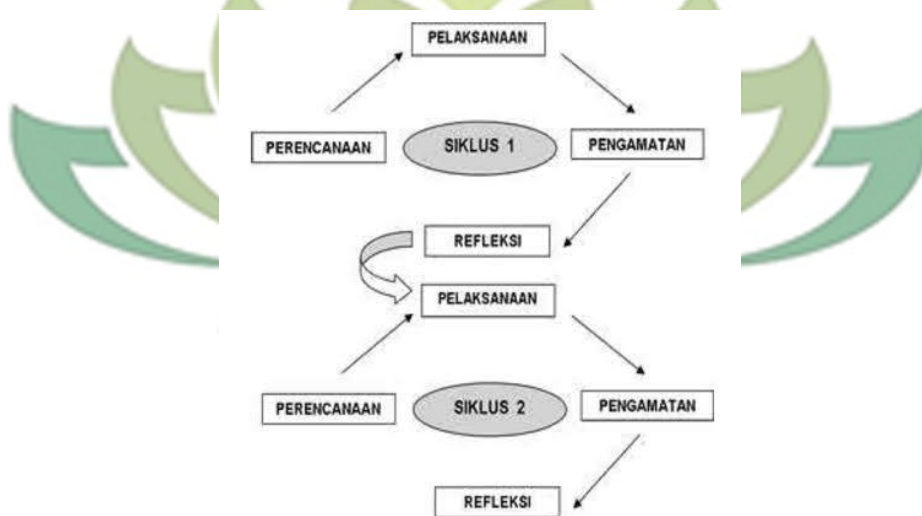 PELAKSANAAN
PERENCANAAN
SIKLUS 1
PENGAMATAN
REFLEKSI
PELAKSANAAN
PERENCANAAN
SIKLUS 2
PENGAMATAN
REFLEKSI